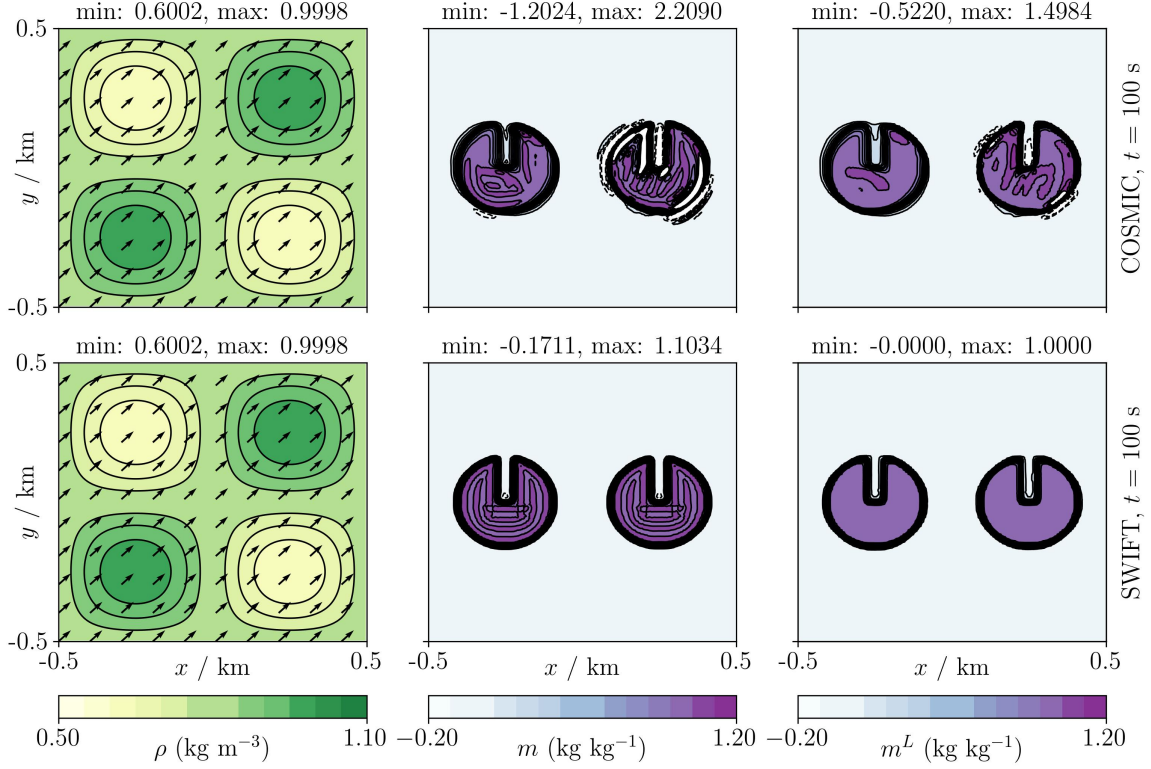 min: 0.6002, max: 0.9998
min: -1.2024, max: 2.2090
min: -0.5220, max: 1.4984
0.5
y / km
-0.5
COSMIC, t = 100 s
min: 0.6002, max: 0.9998
min: -0.1711, max: 1.1034
min: -0.0000, max: 1.0000
0.5
y / km
-0.5
SWIFT, t = 100 s
-0.5 x / km 0.5
-0.5 x / km 0.5
-0.5 x / km 0.5
0.50 ρ (kg m⁻³) 1.10
−0.20 m (kg kg⁻¹) 1.20
−0.20 mᴸ (kg kg⁻¹) 1.20